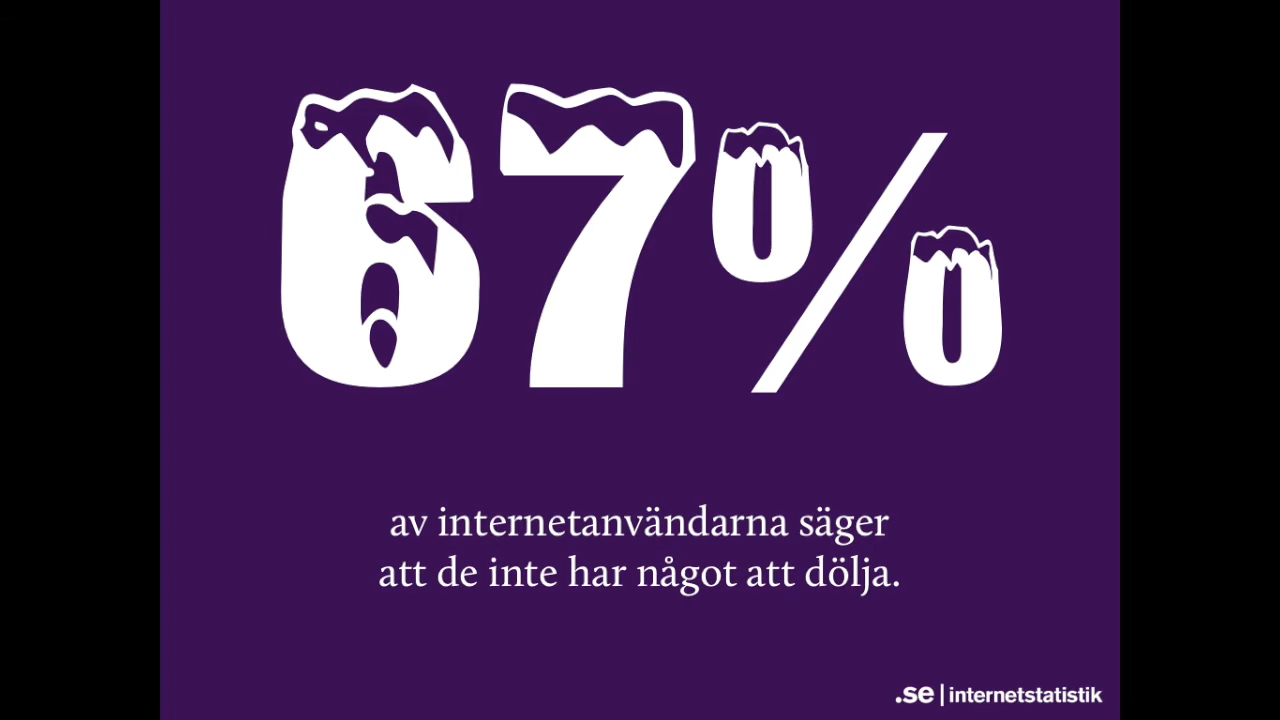 67%
av internetanvändarna säger
att de inte har något att dölja.
.se | internetstatistik